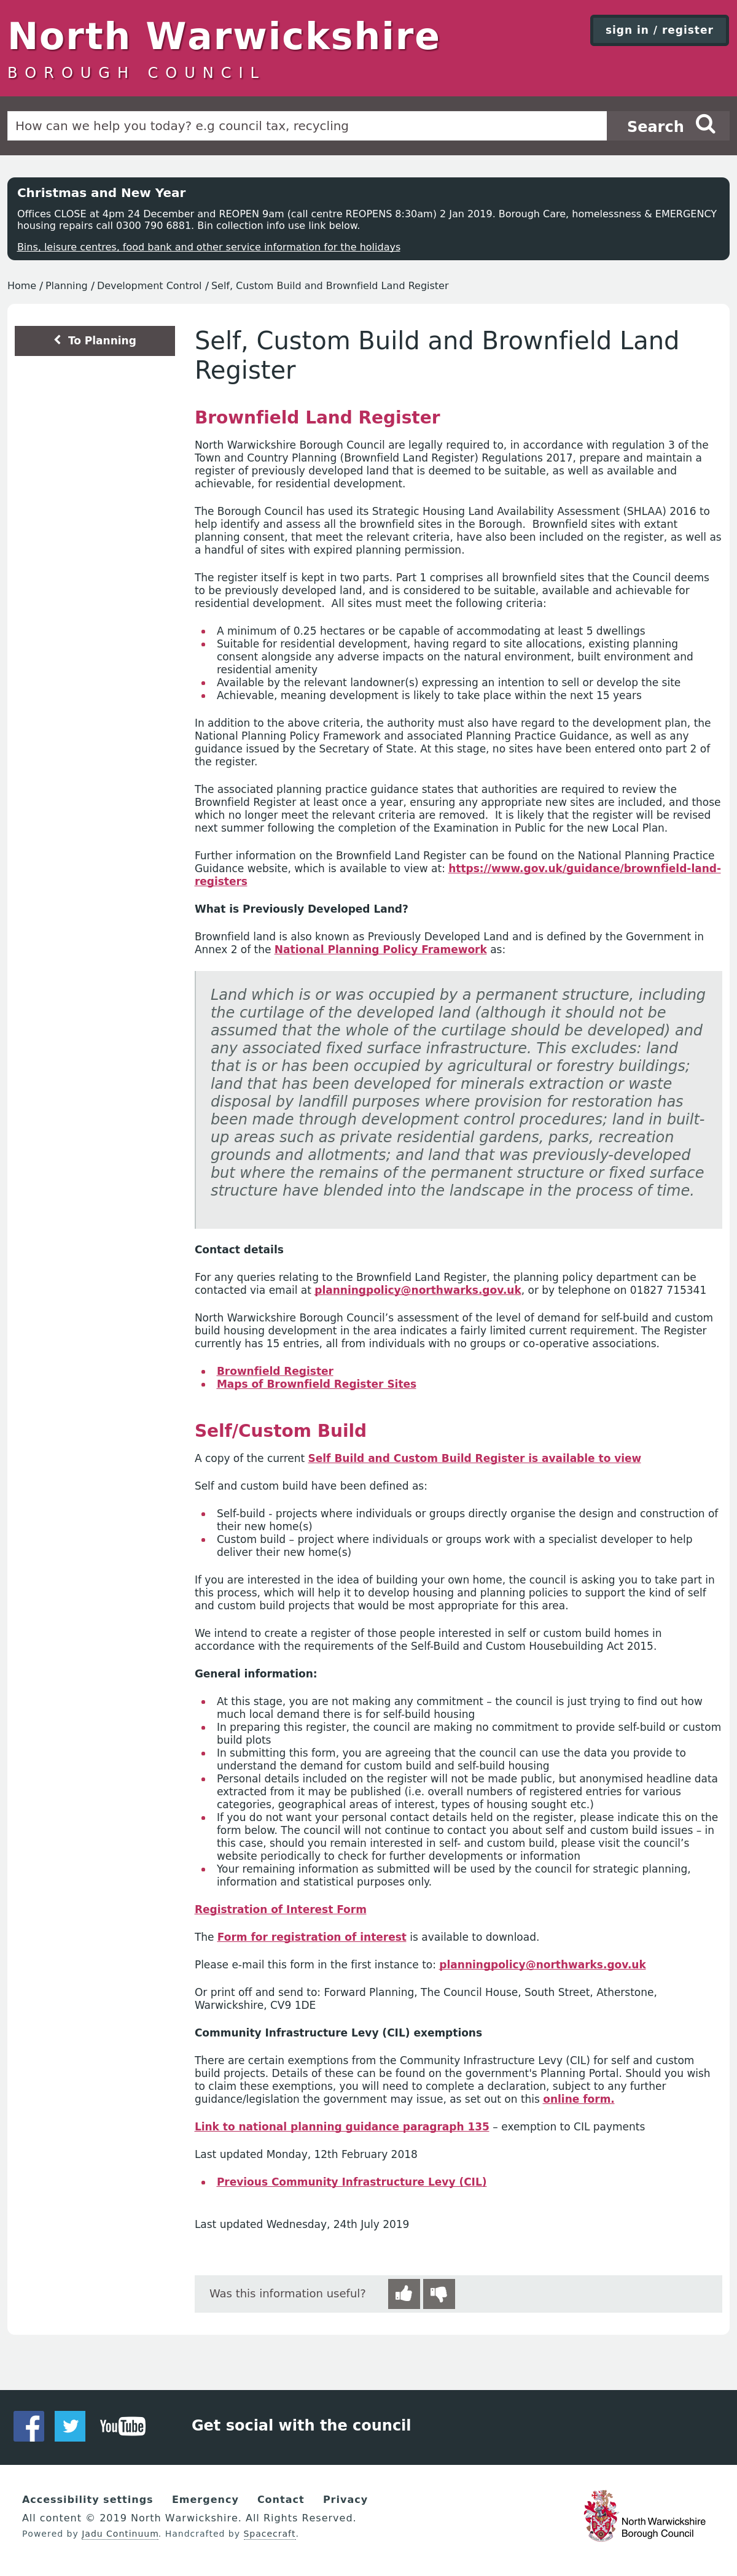 North Warwickshire
BOROUGH COUNCIL
sign in / register
How can we help you today? e.g council tax, recycling
Search
Christmas and New Year
Offices CLOSE at 4pm 24 December and REOPEN 9am (call centre REOPENS 8:30am) 2 Jan 2019. Borough Care, homelessness & EMERGENCY
housing repairs call 0300 790 6881. Bin collection info use link below.
Bins, leisure centres, food bank and other service information for the holidays
Home / Planning / Development Control / Self, Custom Build and Brownfield Land Register
To Planning
Self, Custom Build and Brownfield Land
Register
Brownfield Land Register
North Warwickshire Borough Council are legally required to, in accordance with regulation 3 of the
Town and Country Planning (Brownfield Land Register) Regulations 2017, prepare and maintain a
register of previously developed land that is deemed to be suitable, as well as available and
achievable, for residential development.
The Borough Council has used its Strategic Housing Land Availability Assessment (SHLAA) 2016 to
help identify and assess all the brownfield sites in the Borough.  Brownfield sites with extant
planning consent, that meet the relevant criteria, have also been included on the register, as well as
a handful of sites with expired planning permission.
The register itself is kept in two parts. Part 1 comprises all brownfield sites that the Council deems
to be previously developed land, and is considered to be suitable, available and achievable for
residential development.  All sites must meet the following criteria:
A minimum of 0.25 hectares or be capable of accommodating at least 5 dwellings
Suitable for residential development, having regard to site allocations, existing planning
consent alongside any adverse impacts on the natural environment, built environment and
residential amenity
Available by the relevant landowner(s) expressing an intention to sell or develop the site
Achievable, meaning development is likely to take place within the next 15 years
In addition to the above criteria, the authority must also have regard to the development plan, the
National Planning Policy Framework and associated Planning Practice Guidance, as well as any
guidance issued by the Secretary of State. At this stage, no sites have been entered onto part 2 of
the register.
The associated planning practice guidance states that authorities are required to review the
Brownfield Register at least once a year, ensuring any appropriate new sites are included, and those
which no longer meet the relevant criteria are removed.  It is likely that the register will be revised
next summer following the completion of the Examination in Public for the new Local Plan.
Further information on the Brownfield Land Register can be found on the National Planning Practice
Guidance website, which is available to view at: https://www.gov.uk/guidance/brownfield-land-
registers
What is Previously Developed Land?
Brownfield land is also known as Previously Developed Land and is defined by the Government in
Annex 2 of the National Planning Policy Framework as:
Land which is or was occupied by a permanent structure, including
the curtilage of the developed land (although it should not be
assumed that the whole of the curtilage should be developed) and
any associated fixed surface infrastructure. This excludes: land
that is or has been occupied by agricultural or forestry buildings;
land that has been developed for minerals extraction or waste
disposal by landfill purposes where provision for restoration has
been made through development control procedures; land in built-
up areas such as private residential gardens, parks, recreation
grounds and allotments; and land that was previously-developed
but where the remains of the permanent structure or fixed surface
structure have blended into the landscape in the process of time.
Contact details
For any queries relating to the Brownfield Land Register, the planning policy department can be
contacted via email at planningpolicy@northwarks.gov.uk, or by telephone on 01827 715341
North Warwickshire Borough Council’s assessment of the level of demand for self-build and custom
build housing development in the area indicates a fairly limited current requirement. The Register
currently has 15 entries, all from individuals with no groups or co-operative associations.
Brownfield Register
Maps of Brownfield Register Sites
Self/Custom Build
A copy of the current Self Build and Custom Build Register is available to view
Self and custom build have been defined as:
Self-build - projects where individuals or groups directly organise the design and construction of
their new home(s)
Custom build – project where individuals or groups work with a specialist developer to help
deliver their new home(s)
If you are interested in the idea of building your own home, the council is asking you to take part in
this process, which will help it to develop housing and planning policies to support the kind of self
and custom build projects that would be most appropriate for this area.
We intend to create a register of those people interested in self or custom build homes in
accordance with the requirements of the Self-Build and Custom Housebuilding Act 2015.
General information:
At this stage, you are not making any commitment – the council is just trying to find out how
much local demand there is for self-build housing
In preparing this register, the council are making no commitment to provide self-build or custom
build plots
In submitting this form, you are agreeing that the council can use the data you provide to
understand the demand for custom build and self-build housing
Personal details included on the register will not be made public, but anonymised headline data
extracted from it may be published (i.e. overall numbers of registered entries for various
categories, geographical areas of interest, types of housing sought etc.)
If you do not want your personal contact details held on the register, please indicate this on the
form below. The council will not continue to contact you about self and custom build issues – in
this case, should you remain interested in self- and custom build, please visit the council’s
website periodically to check for further developments or information
Your remaining information as submitted will be used by the council for strategic planning,
information and statistical purposes only.
Registration of Interest Form
The Form for registration of interest is available to download.
Please e-mail this form in the first instance to: planningpolicy@northwarks.gov.uk
Or print off and send to: Forward Planning, The Council House, South Street, Atherstone,
Warwickshire, CV9 1DE
Community Infrastructure Levy (CIL) exemptions
There are certain exemptions from the Community Infrastructure Levy (CIL) for self and custom
build projects. Details of these can be found on the government's Planning Portal. Should you wish
to claim these exemptions, you will need to complete a declaration, subject to any further
guidance/legislation the government may issue, as set out on this online form.
Link to national planning guidance paragraph 135 – exemption to CIL payments
Last updated Monday, 12th February 2018
Previous Community Infrastructure Levy (CIL)
Last updated Wednesday, 24th July 2019
Was this information useful?
You Tube
Get social with the council
Accessibility settings Emergency Contact Privacy
All content © 2019 North Warwickshire. All Rights Reserved.
Powered by Jadu Continuum. Handcrafted by Spacecraft.
North Warwickshire
Borough Council